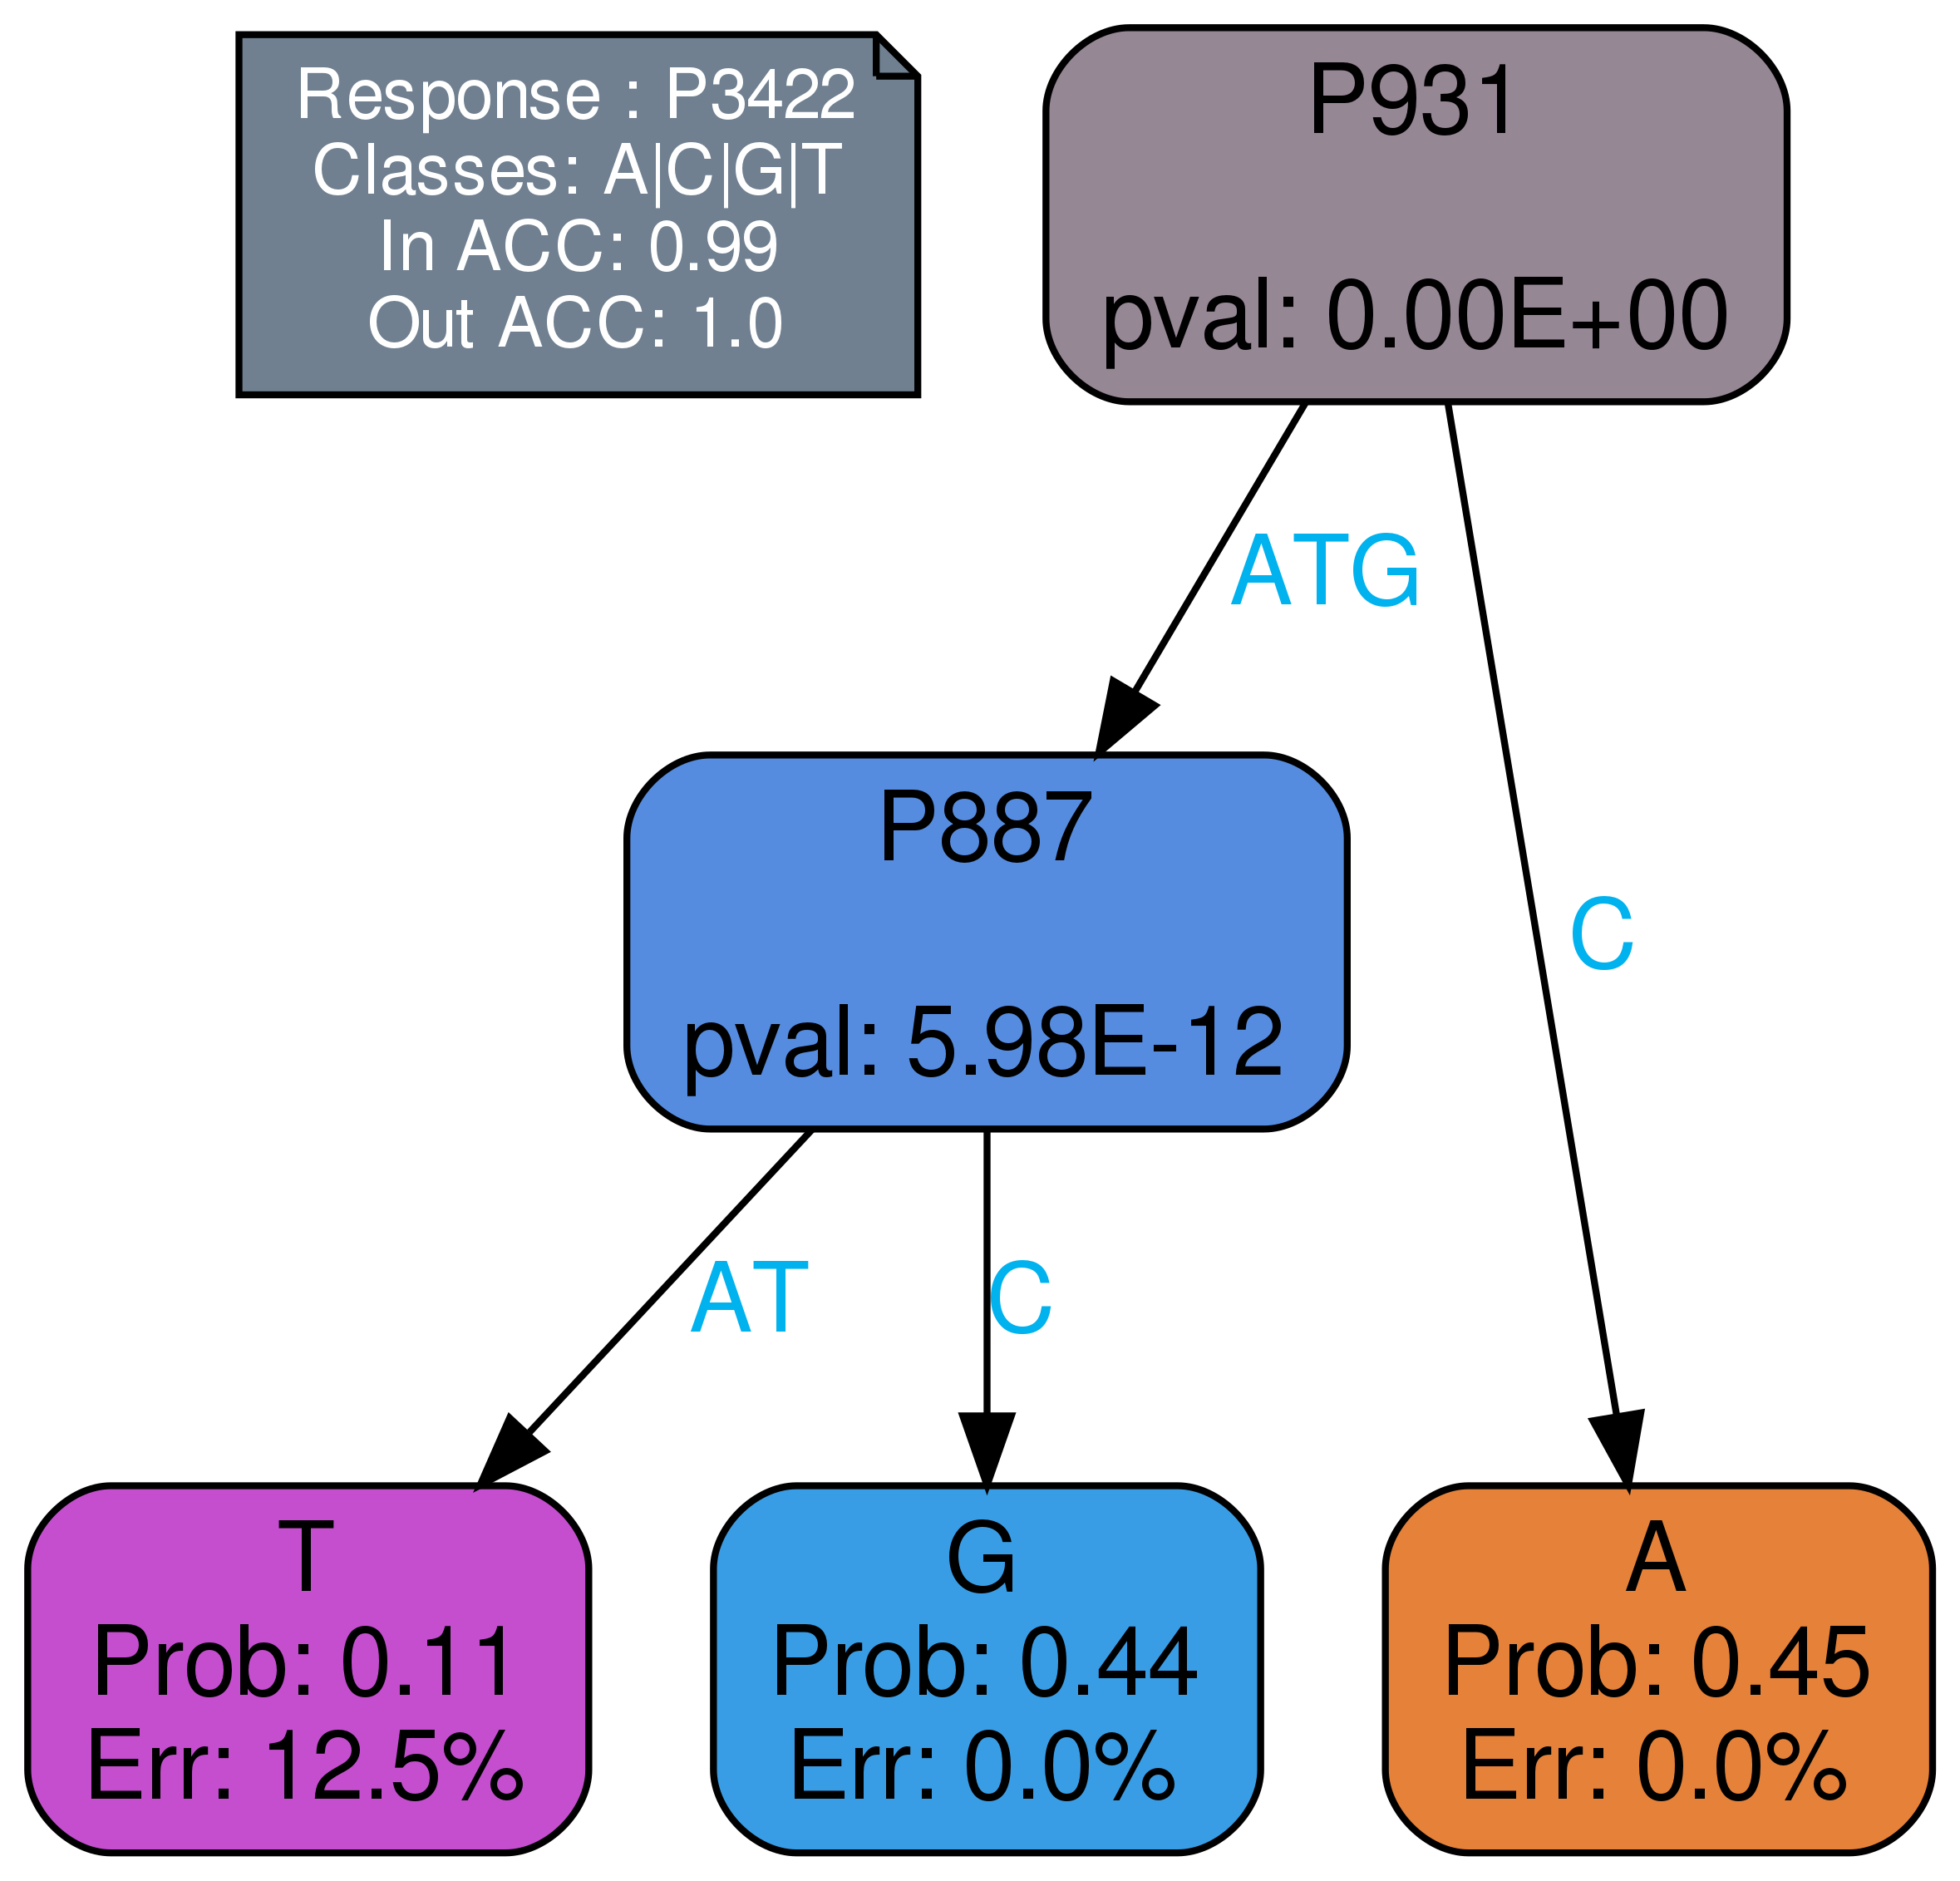 Response : P3422
Classes: A|C|G|T
In ACC: 0.99
Out ACC: 1.0
P931
pval: 0.00E+00
ATG
P887
pval: 5.98E-12
C
AT
C
T
Prob: 0.11
Err: 12.5%
G
Prob: 0.44
Err: 0.0%
A
Prob: 0.45
Err: 0.0%